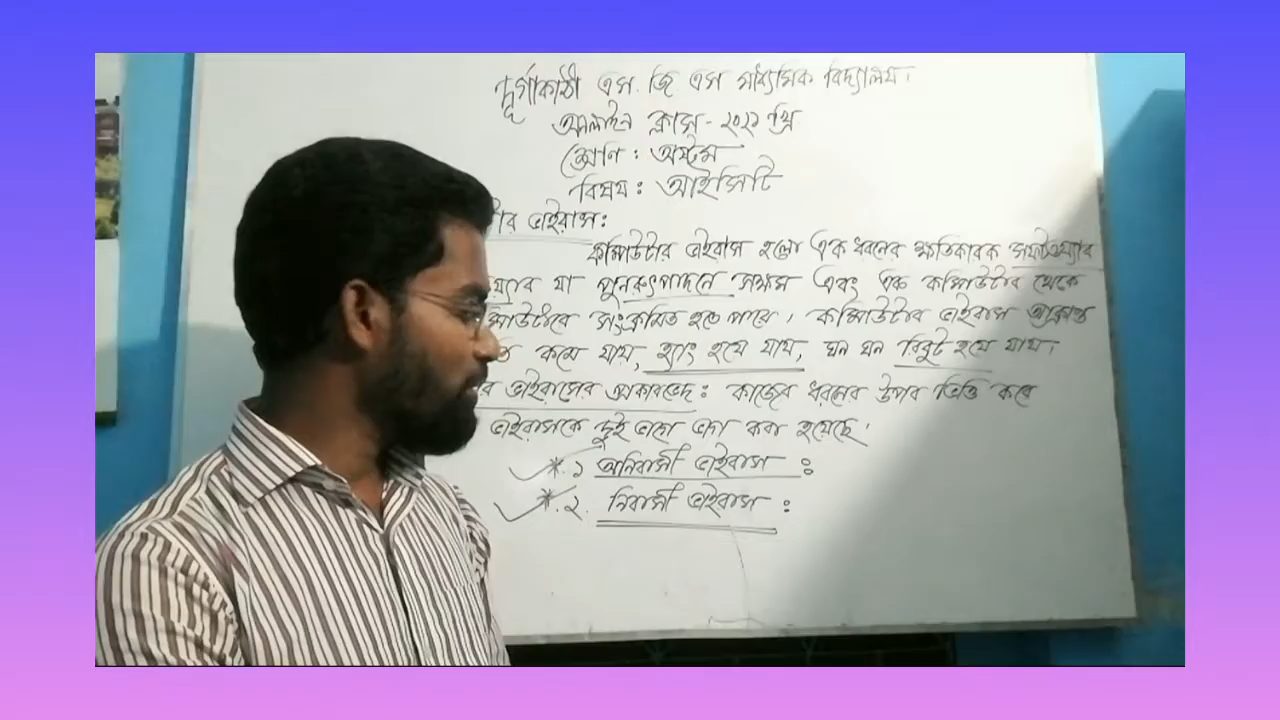 দূর্গাকাঠী এস. জি এস মাধ্যমিক বিদ্যালয়।
অনলাইন ক্লাস - ২০২১ খ্রি
শ্রেণি : অষ্টম
বিষয় : আইসিটি
টার ভাইরাস :
কম্পিউটার ভাইরাস হলো এক ধরনের ক্ষতিকারক সফটওয়্যার
য়্যার যা পুনরুৎপাদনে সক্ষম এবং এক কম্পিউটার থেকে
ম্পিউটারে সংক্রমিত হতে পারে। কম্পিউটার ভাইরাস আক্রান্ত
তি কমে যায়, হ্যাং হয়ে যায়, ঘন ঘন রিবুট হয়ে যায়।
র ভাইরাসের প্রকারভেদ : কাজের ধরনের উপর ভিত্তি করে
ভাইরাসকে দুই ভাগে ভাগ করা হয়েছে।
* . ১ অনিবাসী ভাইরাস :
* . ২. নিবাসী ভাইরাস :